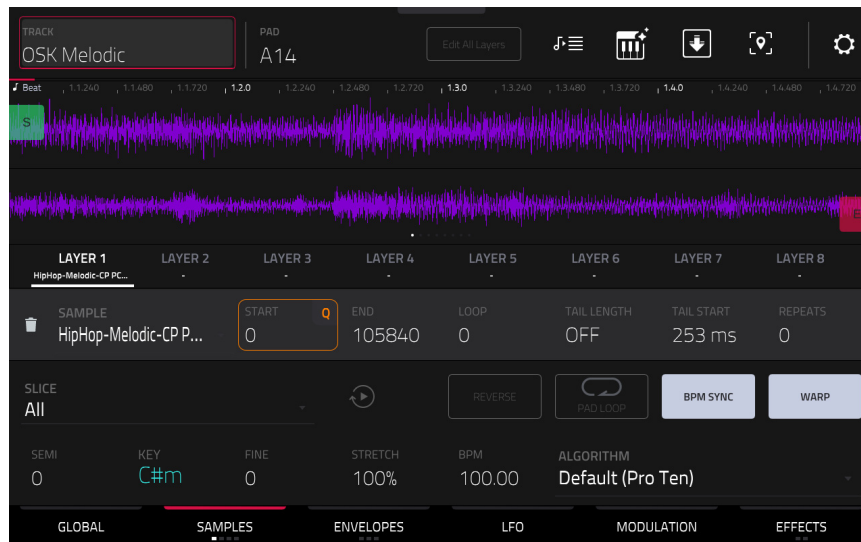 TRACK
OSK Melodic
PAD
A14
Edit All Layers
Beat 1.1.240 1.1.480 1.1.720 1.2.0 1.2.240 1.2.480 1.2.720 1.3.0 1.3.240 1.3.480 1.3.720 1.4.0 1.4.240 1.4.480 1.4.720
S
E
LAYER 1 LAYER 2 LAYER 3 LAYER 4 LAYER 5 LAYER 6 LAYER 7 LAYER 8
HipHop-Melodic-CP PC... - - - - - - -
SAMPLE START Q END LOOP TAIL LENGTH TAIL START REPEATS
HipHop-Melodic-CP P... 0 105840 0 OFF 253 ms 0
SLICE
All
REVERSE
PAD LOOP
BPM SYNC
WARP
SEMI KEY FINE STRETCH BPM ALGORITHM
0 C#m 0 100% 100.00 Default (Pro Ten)
GLOBAL SAMPLES ENVELOPES LFO MODULATION EFFECTS